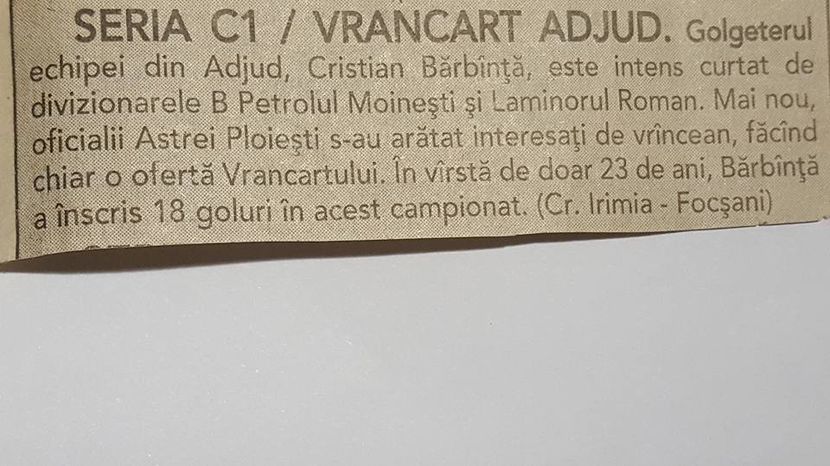 SERIA C1 / VRANCART ADJUD. Golgeterul
echipei din Adjud, Cristian Bărbînţă, este intens curtat de
divizionarele B Petrolul Moineşti şi Laminorul Roman. Mai nou,
oficialii Astrei Ploieşti s-au arătat interesaţi de vrîncean, făcînd
chiar o ofertă Vrancartului. În vîrstă de doar 23 de ani, Bărbînţă
a înscris 18 goluri în acest campionat. (Cr. Irimia - Focşani)